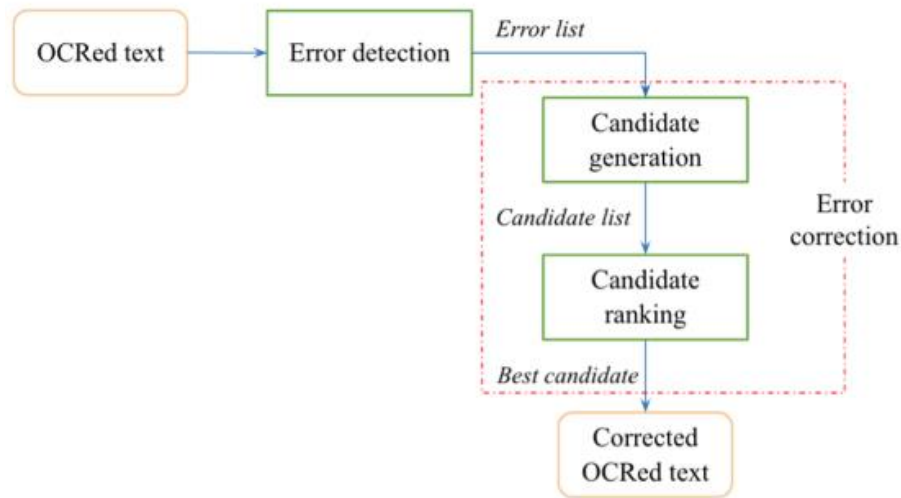 OCRed text
Error detection
Error list
Candidate
generation
Candidate list
Error
correction
Candidate
ranking
Best candidate
Corrected
OCRed text